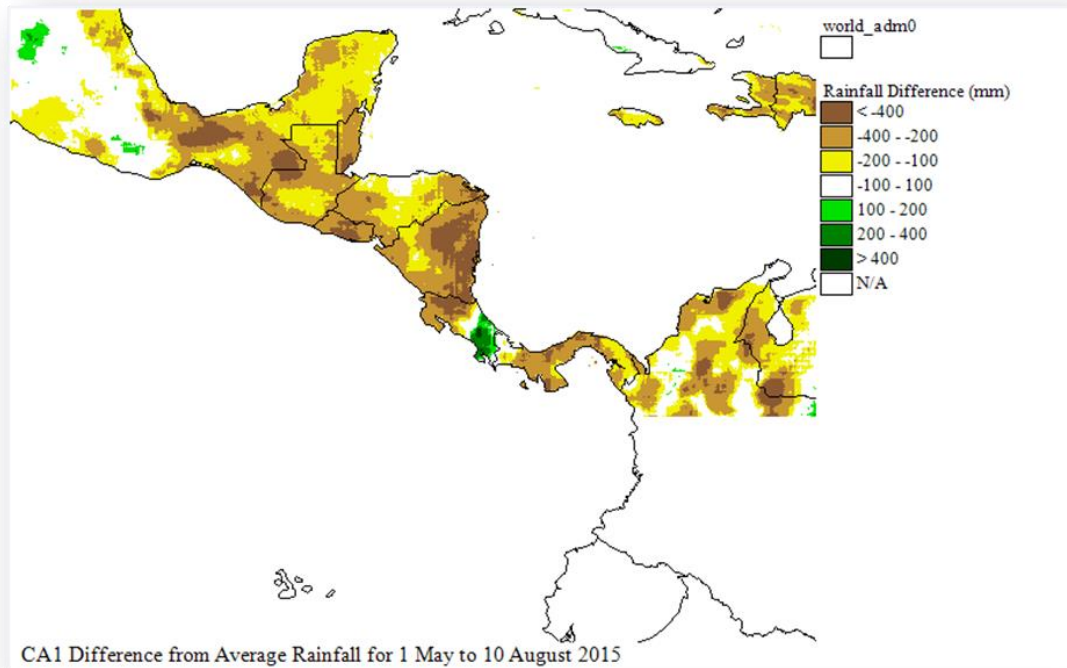 world_adm0
Rainfall Difference (mm)
< -400
-400 - -200
-200 - -100
-100 - 100
100 - 200
200 - 400
> 400
N/A
CA1 Difference from Average Rainfall for 1 May to 10 August 2015